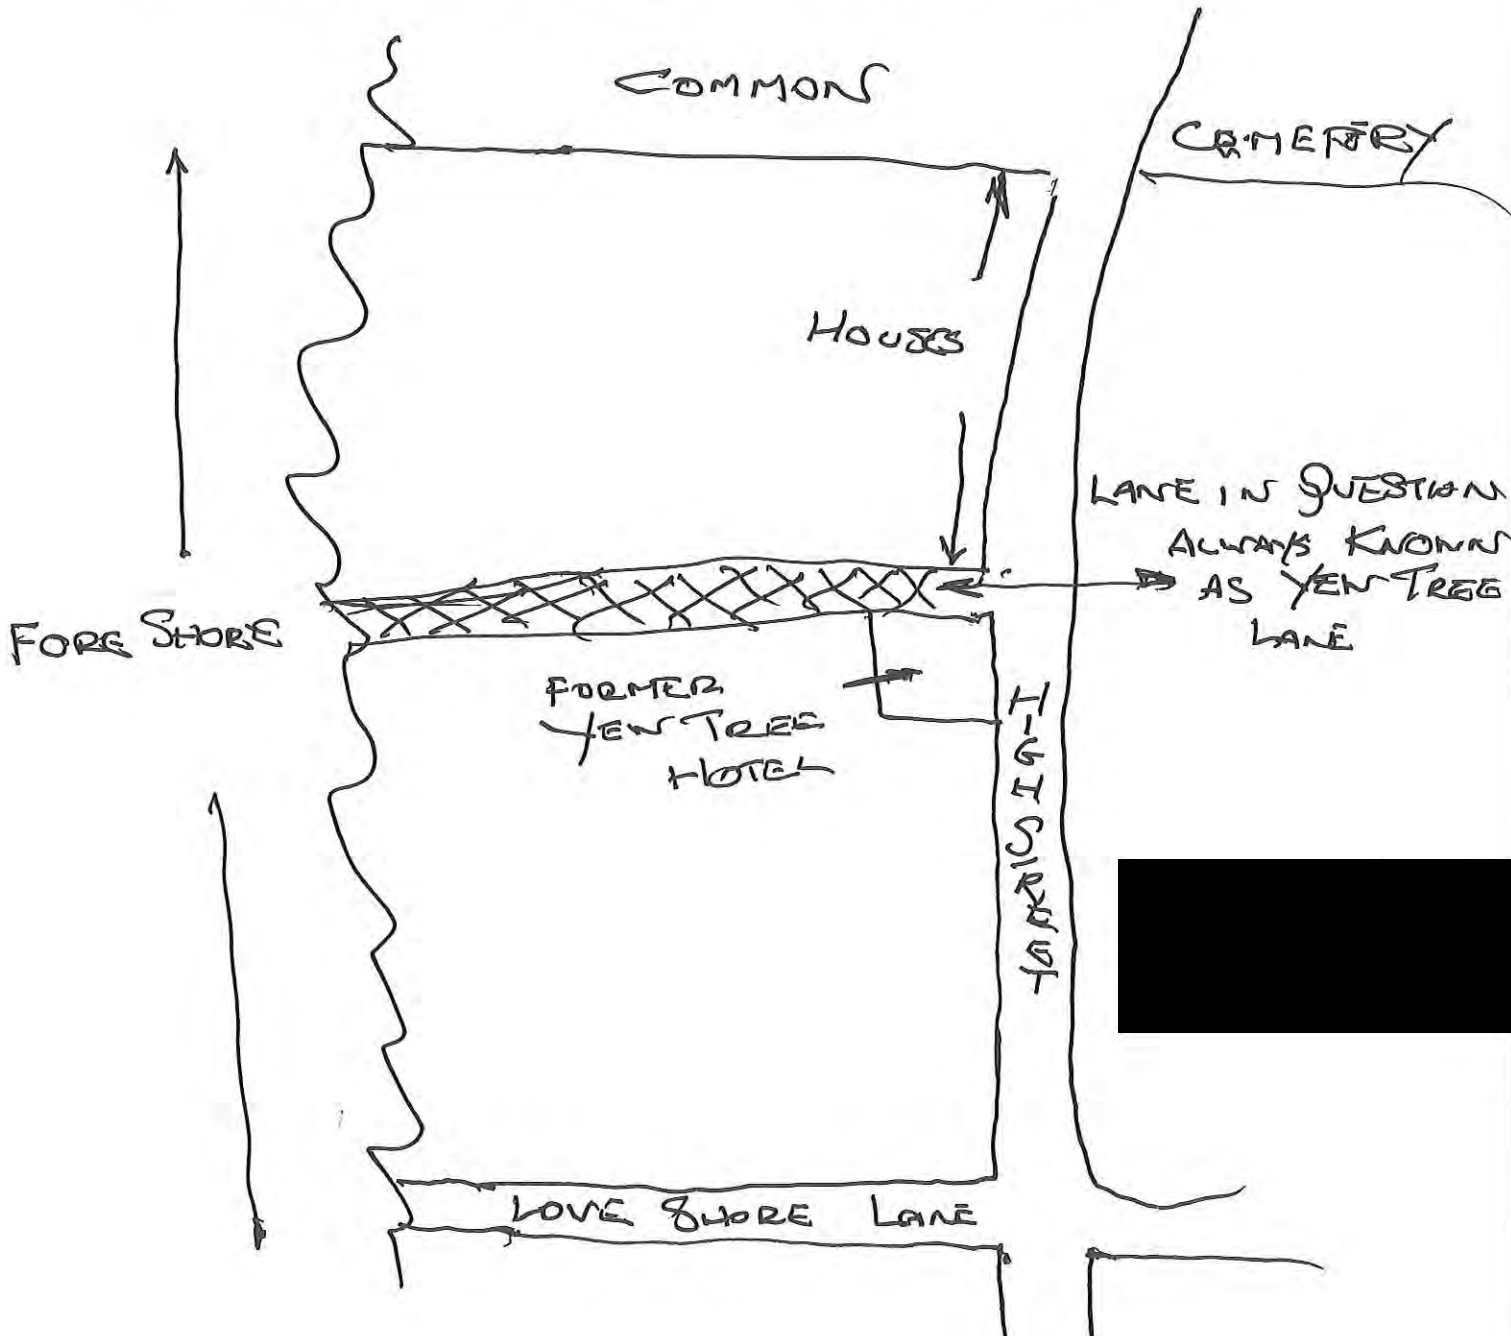 COMMON
CEMETRY
HOUSES
LANE IN QUESTION
ALWAYS KNOWN
AS YEW TREE
LANE
FORE SHORE
FORMER
YEW TREE
HOTEL
HIGH STREET
LOVE SHORE LANE